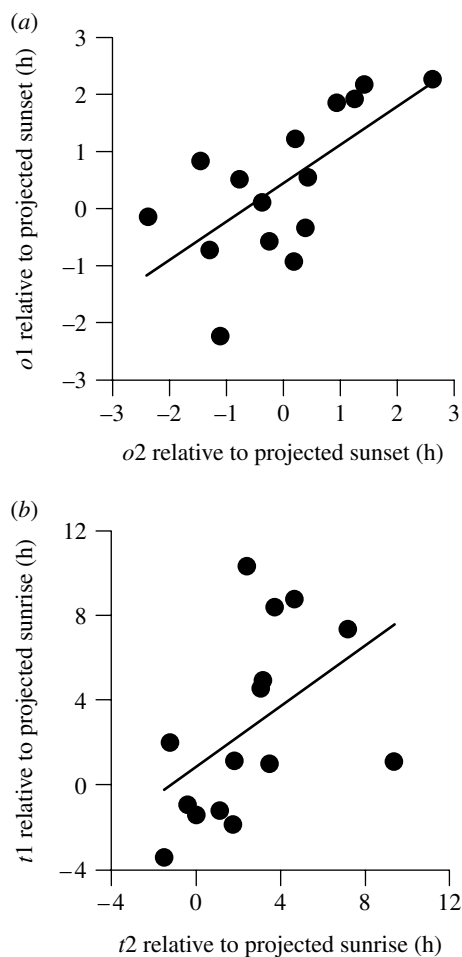 (a)
o1 relative to projected sunset (h)
3
2
1
0
−1
−2
−3
−3 −2 −1 0 1 2 3
o2 relative to projected sunset (h)
(b)
t1 relative to projected sunrise (h)
12
8
4
0
−4
−4 0 4 8 12
t2 relative to projected sunrise (h)